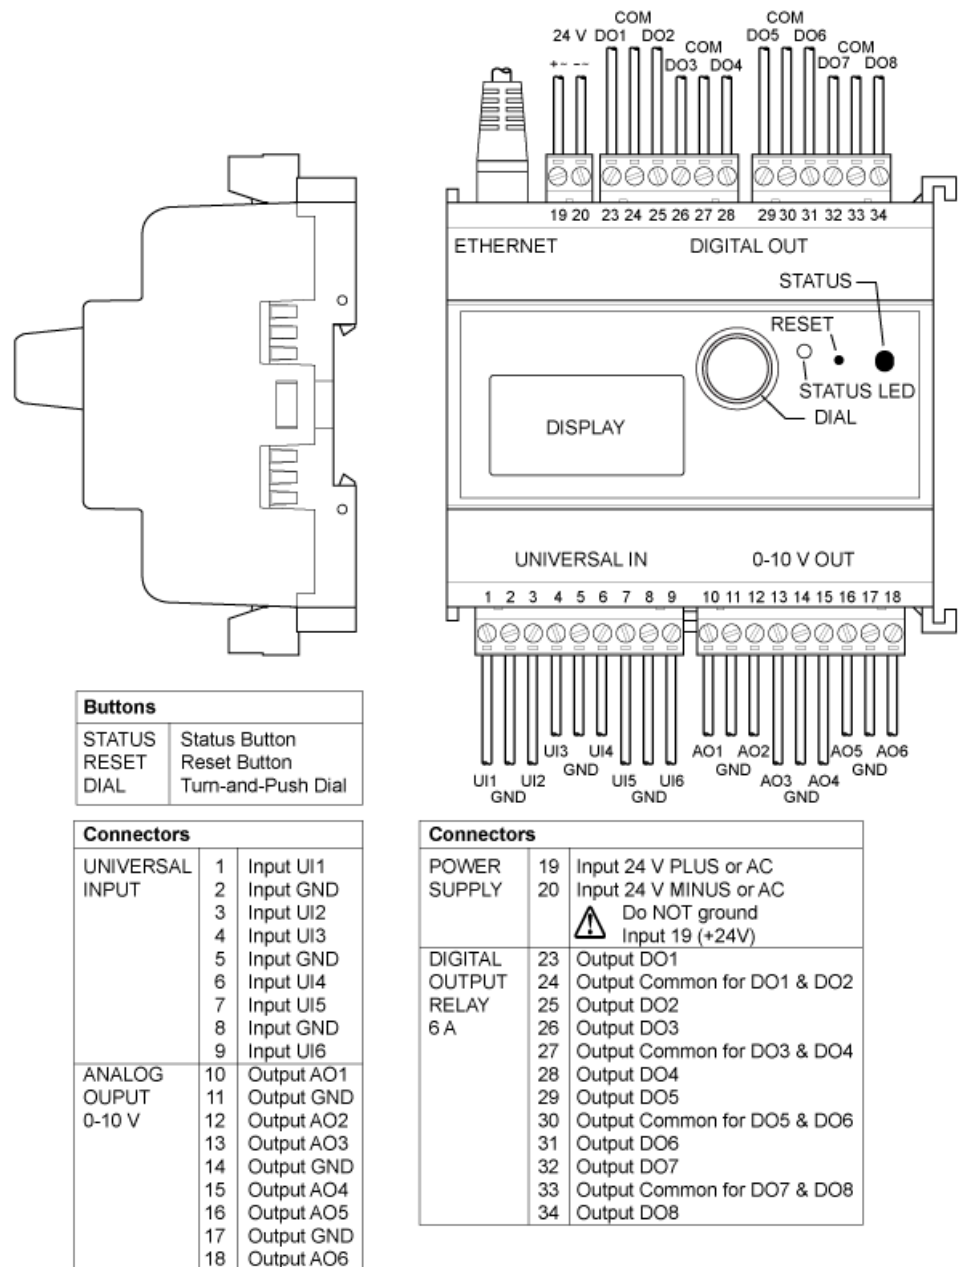 COM COM
24 V DO1 DO2 DO5 DO6
COM COM
DO3 DO4 DO7 DO8
+~ -~
19 20 23 24 25 26 27 28 29 30 31 32 33 34
ETHERNET DIGITAL OUT
STATUS
RESET
STATUS LED
DIAL
DISPLAY
UNIVERSAL IN 0-10 V OUT
1 2 3 4 5 6 7 8 9 10 11 12 13 14 15 16 17 18
UI3 UI4 AO1 AO2 AO5 AO6
GND GND GND
UI1 UI2 UI5 UI6 AO3 AO4
GND GND GND
Buttons
STATUS Status Button
RESET Reset Button
DIAL Turn-and-Push Dial
Connectors
UNIVERSAL 1 Input UI1
INPUT 2 Input GND
3 Input UI2
4 Input UI3
5 Input GND
6 Input UI4
7 Input UI5
8 Input GND
9 Input UI6
ANALOG 10 Output AO1
OUPUT 11 Output GND
0-10 V 12 Output AO2
13 Output AO3
14 Output GND
15 Output AO4
16 Output AO5
17 Output GND
18 Output AO6
Connectors
POWER 19 Input 24 V PLUS or AC
SUPPLY 20 Input 24 V MINUS or AC
Do NOT ground
Input 19 (+24V)
DIGITAL 23 Output DO1
OUTPUT 24 Output Common for DO1 & DO2
RELAY 25 Output DO2
6 A 26 Output DO3
27 Output Common for DO3 & DO4
28 Output DO4
29 Output DO5
30 Output Common for DO5 & DO6
31 Output DO6
32 Output DO7
33 Output Common for DO7 & DO8
34 Output DO8